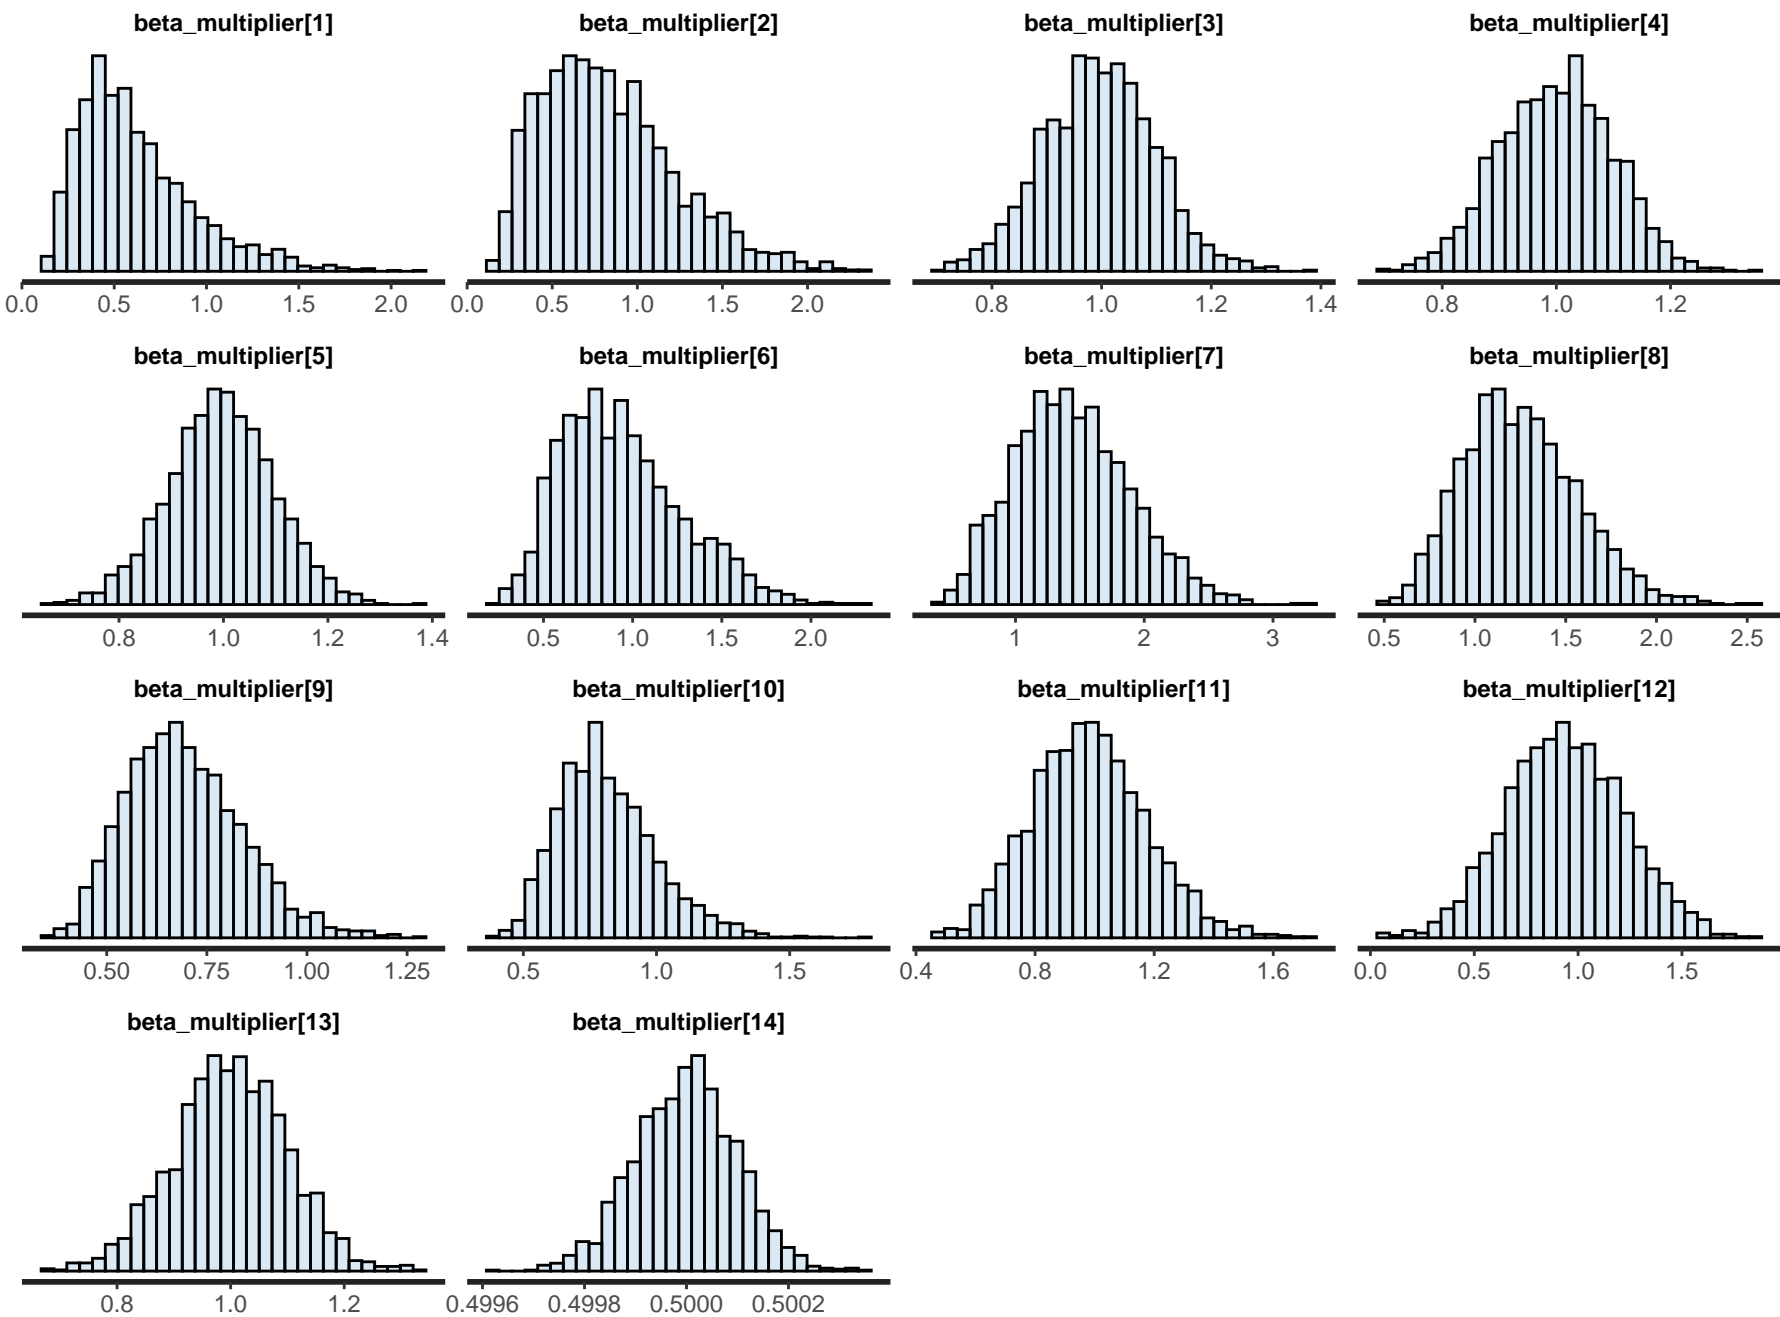 beta_multiplier[1] beta_multiplier[2] beta_multiplier[3] beta_multiplier[4]
0.0 0.5 1.0 1.5 2.0 0.0 0.5 1.0 1.5 2.0 0.8 1.0 1.2 1.4 0.8 1.0 1.2
beta_multiplier[5] beta_multiplier[6] beta_multiplier[7] beta_multiplier[8]
0.8 1.0 1.2 1.4 0.5 1.0 1.5 2.0 1 2 3 0.5 1.0 1.5 2.0 2.5
beta_multiplier[9] beta_multiplier[10] beta_multiplier[11] beta_multiplier[12]
0.50 0.75 1.00 1.25 0.5 1.0 1.5 0.4 0.8 1.2 1.6 0.0 0.5 1.0 1.5
beta_multiplier[13] beta_multiplier[14]
0.8 1.0 1.2 0.4996 0.4998 0.5000 0.5002